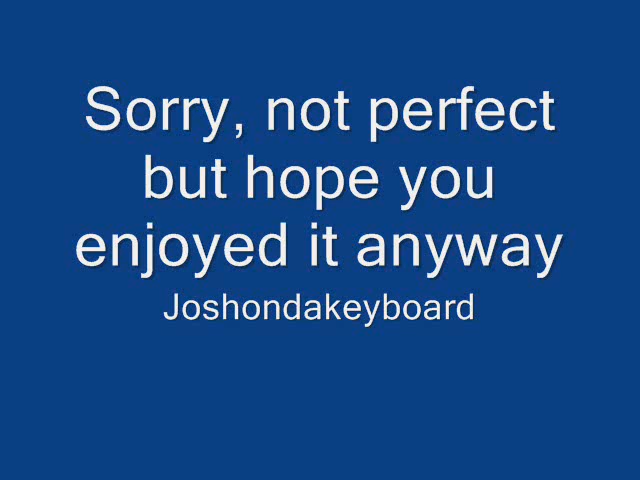 Sorry, not perfect
but hope you
enjoyed it anyway
Joshondakeyboard